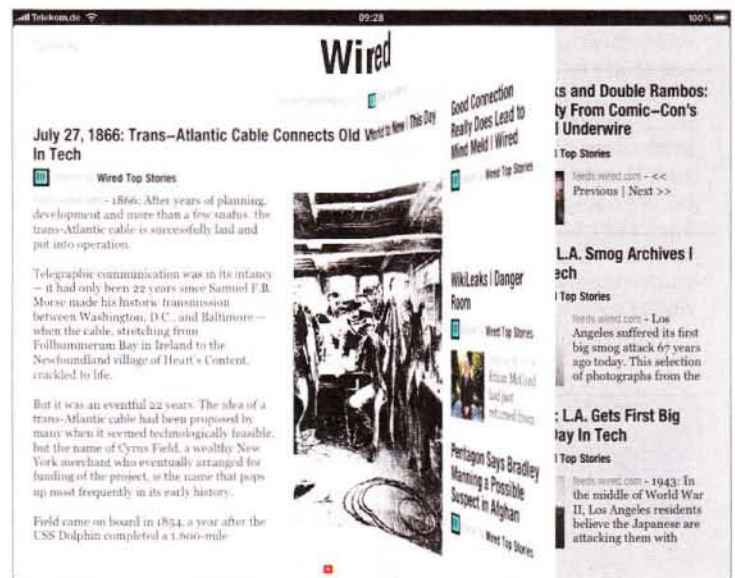 Telekom.de 09:28 100%
Wired
July 27, 1866: Trans-Atlantic Cable Connects Old World to New | This Day
In Tech
Wired Top Stories
- 1866: After years of planning,
development and more than a few snafus, the
trans-Atlantic cable is successfully laid and
put into operation.
Telegraphic communication was in its infancy
— it had only been 22 years since Samuel F.B.
Morse made his historic transmission
between Washington, D.C., and Baltimore —
when the cable, stretching from
Foilhummerum Bay in Ireland to the
Newfoundland village of Heart's Content,
crackled to life.
But it was an eventful 22 years. The idea of a
trans-Atlantic cable had been proposed by
many when it seemed technologically feasible,
but the name of Cyrus Field, a wealthy New
York merchant who eventually arranged for
funding of the project, is the name that pops
up most frequently in its early history.
Field came on board in 1854, a year after the
CSS Dolphin completed a 1,600-mile
Good Connection
Really Does Lead to
Mind Meld | Wired
Wired Top Stories
WikiLeaks | Danger
Room
Wired Top Stories
Ethan McCord
had just
returned from
Pentagon Says Bradley
Manning a Possible
Suspect in Afghan
Wired Top Stories
ks and Double Rambos:
ty From Comic-Con's
l Underwire
l Top Stories
feeds.wired.com - <<
Previous | Next >>
L.A. Smog Archives |
ech
l Top Stories
feeds.wired.com - Los
Angeles suffered its first
big smog attack 67 years
ago today. This selection
of photographs from the
: L.A. Gets First Big
Day In Tech
l Top Stories
feeds.wired.com - 1943: In
the middle of World War
II, Los Angeles residents
believe the Japanese are
attacking them with